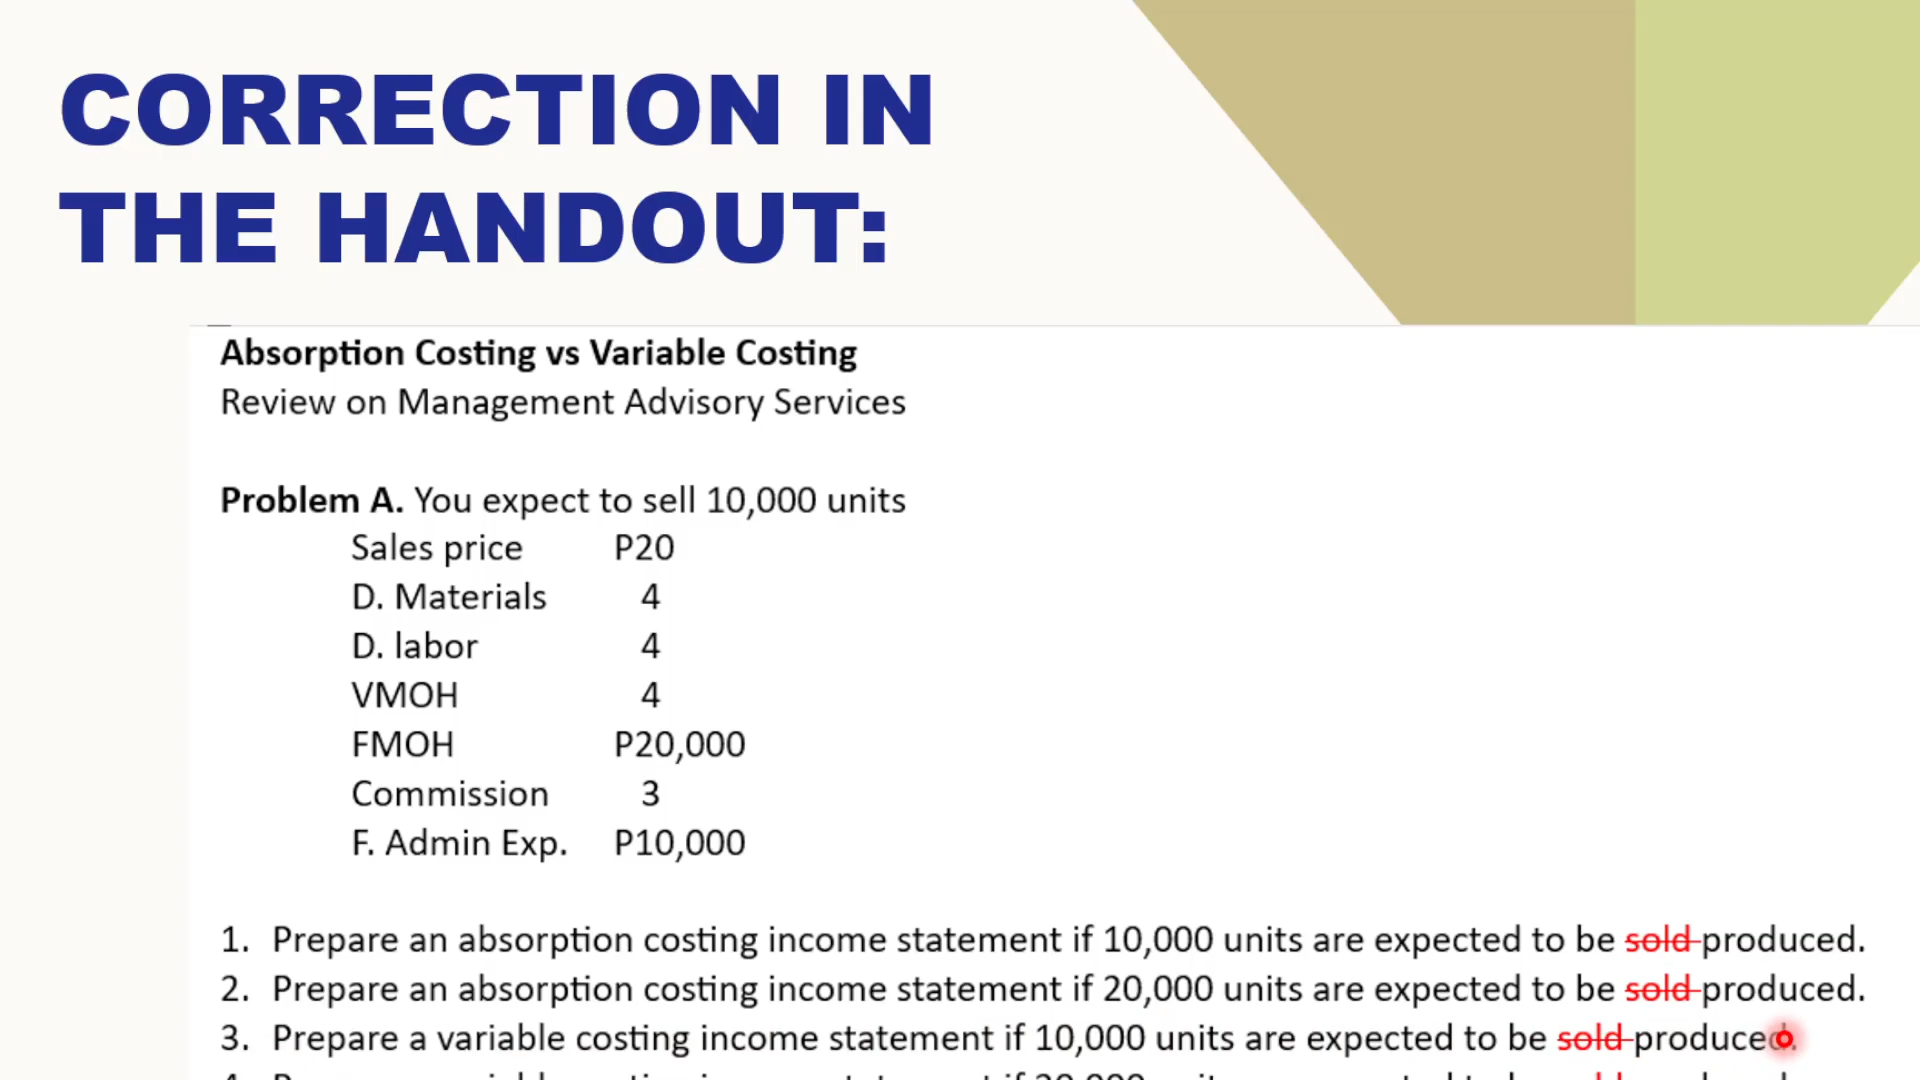 CORRECTION IN
THE HANDOUT:
Absorption Costing vs Variable Costing
Review on Management Advisory Services
Problem A. You expect to sell 10,000 units
Sales price P20
D. Materials 4
D. labor 4
VMOH 4
FMOH P20,000
Commission 3
F. Admin Exp. P10,000
1. Prepare an absorption costing income statement if 10,000 units are expected to be sold produced.
2. Prepare an absorption costing income statement if 20,000 units are expected to be sold produced.
3. Prepare a variable costing income statement if 10,000 units are expected to be sold produced.